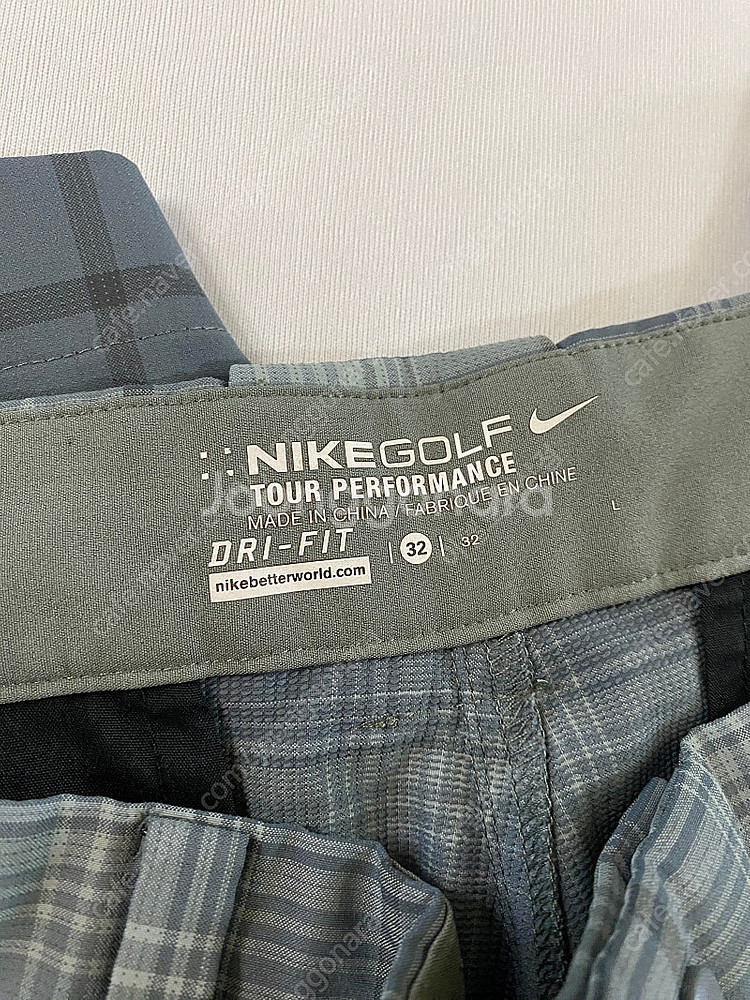 NIKEGOLF
TOUR PERFORMANCE
MADE IN CHINA / FABRIQUE EN CHINE
DRI-FIT | 32 | 32
L
nikebetterworld.com